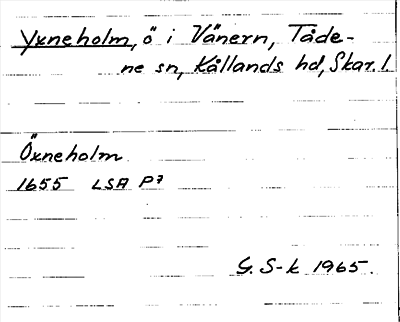 Yxneholm, ö i Vänern, Tåde-
ne sn, Kållands hd, Skar. l.
Öxneholm
1655 LSA P7
G. S-k 1965.